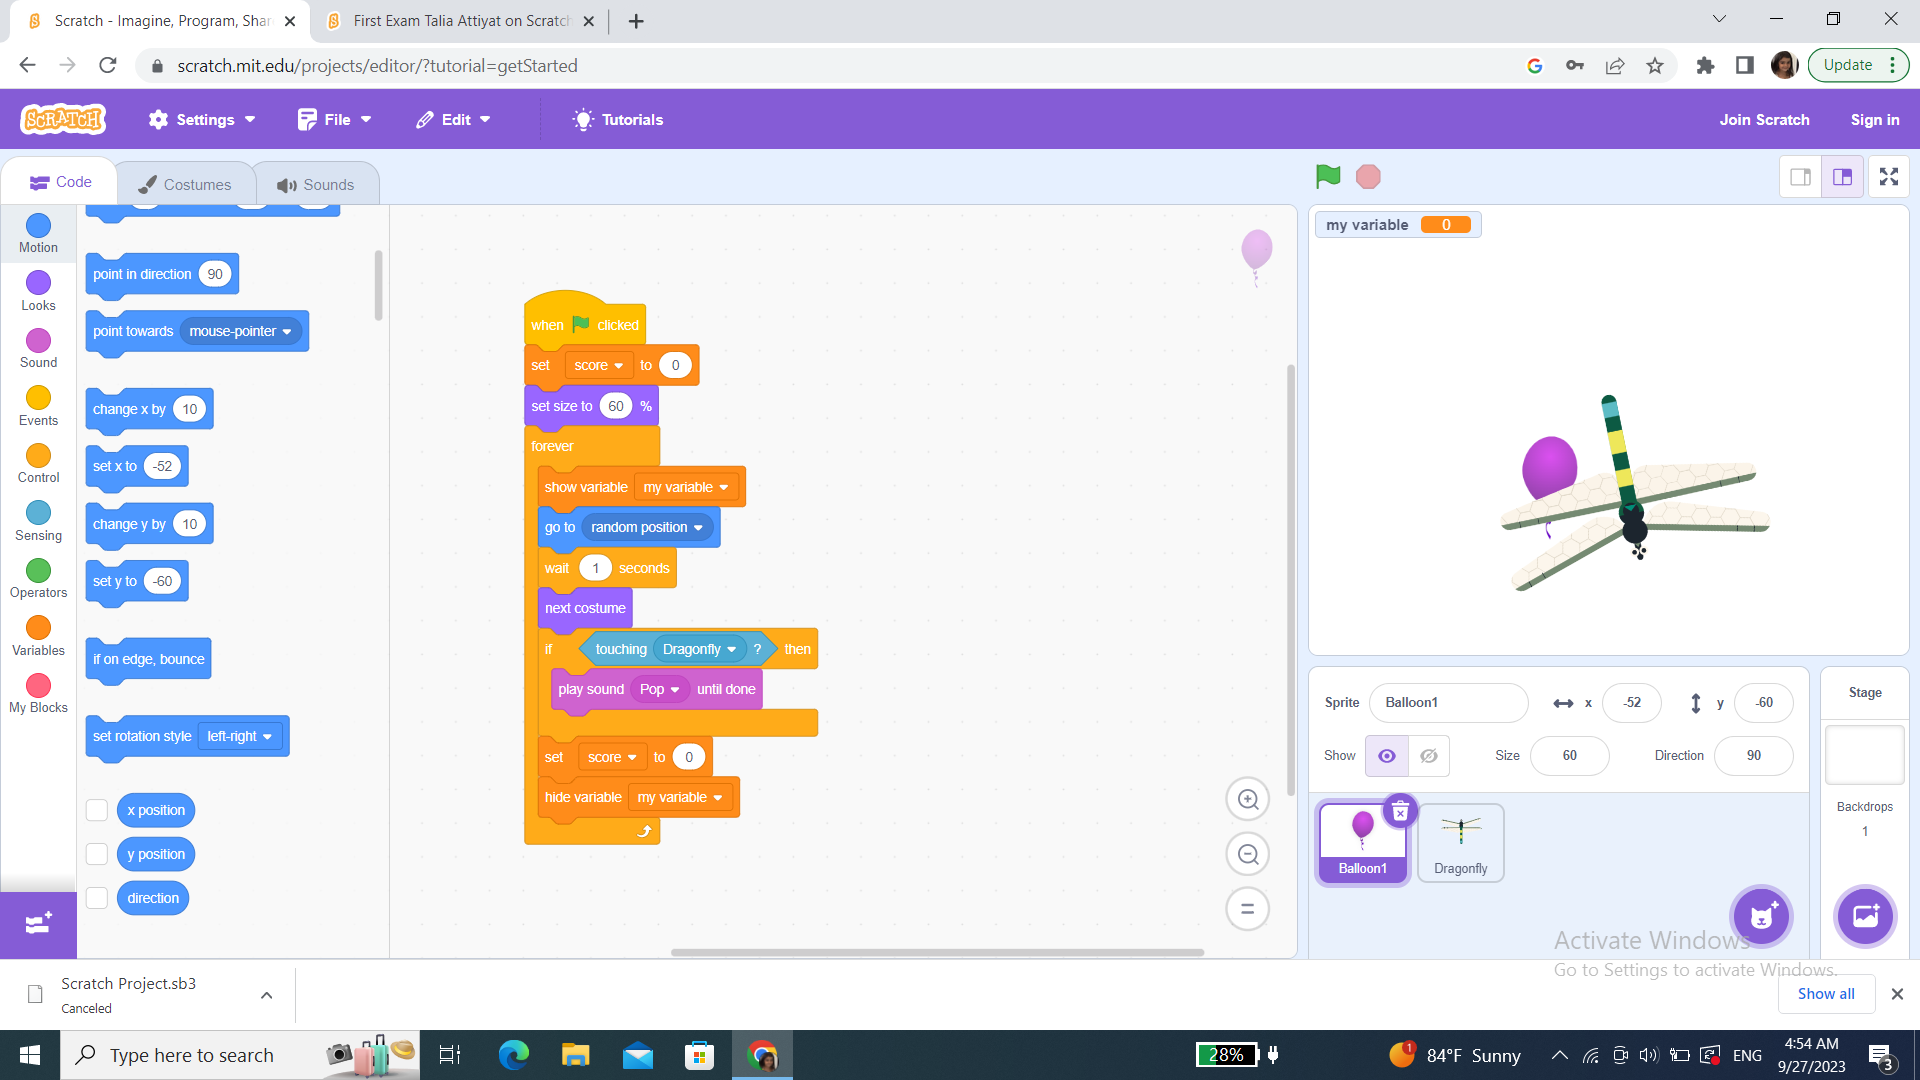 Scratch - Imagine, Program, Shar
First Exam Talia Attiyat on Scratch
scratch.mit.edu/projects/editor/?tutorial=getStarted
Update
SCRATCH
Settings
File
Edit
Tutorials
Join Scratch
Sign in
Code
Costumes
Sounds
Motion
Looks
Sound
Events
Control
Sensing
Operators
Variables
My Blocks
point in direction 90
point towards mouse-pointer
change x by 10
set x to -52
change y by 10
set y to -60
if on edge, bounce
set rotation style left-right
x position
y position
direction
when clicked
set score to 0
set size to 60 %
forever
show variable my variable
go to random position
wait 1 seconds
next costume
if touching Dragonfly ? then
play sound Pop until done
set score to 0
hide variable my variable
my variable 0
Sprite Balloon1 x -52 y -60
Show Size 60 Direction 90
Balloon1
Dragonfly
Stage
Backdrops
1
Activate Windows
Go to Settings to activate Windows.
Scratch Project.sb3
Canceled
Show all
Type here to search
28%
1
84°F Sunny
ENG
4:54 AM
9/27/2023
3